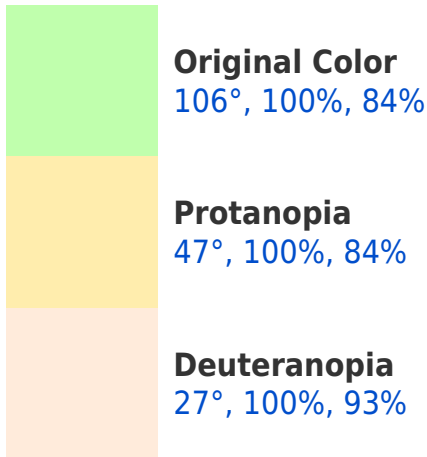 Original Color
106°, 100%, 84%
Protanopia
47°, 100%, 84%
Deuteranopia
27°, 100%, 93%